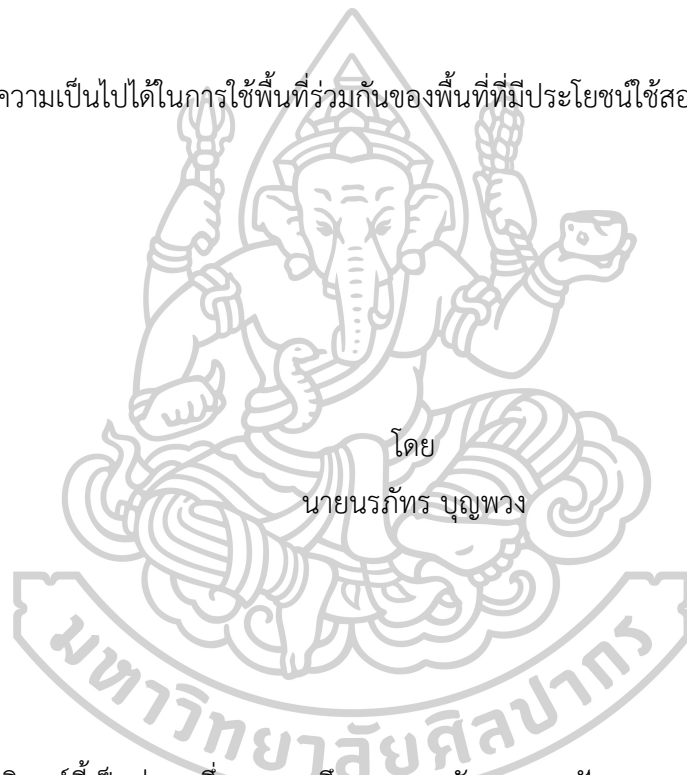 ความเป็นไปได้ในการใช้พื้นที่ร่วมกันของพื้นที่ที่มีประโยชน์ใช้สอ
โดย
นายนรภัทร บุญพวง
มหาวิทยาลัยศิลปากร